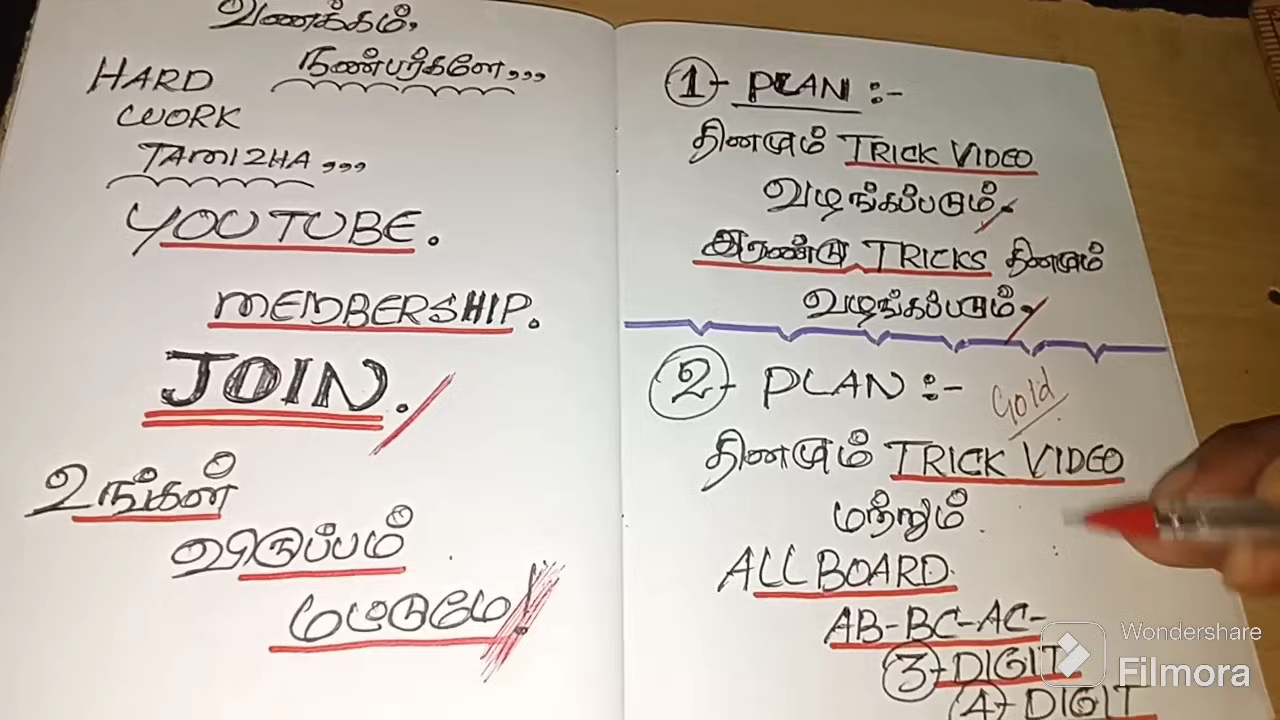 வணக்கம்,
நண்பர்களே,,,
HARD
WORK
TAMIZHA,,,
YOUTUBE.
MEMBERSHIP.
JOIN.
உங்கள்
விருப்பம்
மட்டுமே!
1 - PLAN :-
தினமும் TRICK VIDEO
வழங்கப்படும்.
இரண்டு TRICKS தினமும்
வழங்கப்படும்.
2 - PLAN :- Gold
தினமும் TRICK VIDEO
மற்றும்
ALL BOARD.
AB-BC-AC-
3 - DIGIT.
4 - DIGIT
Wondershare
Filmora